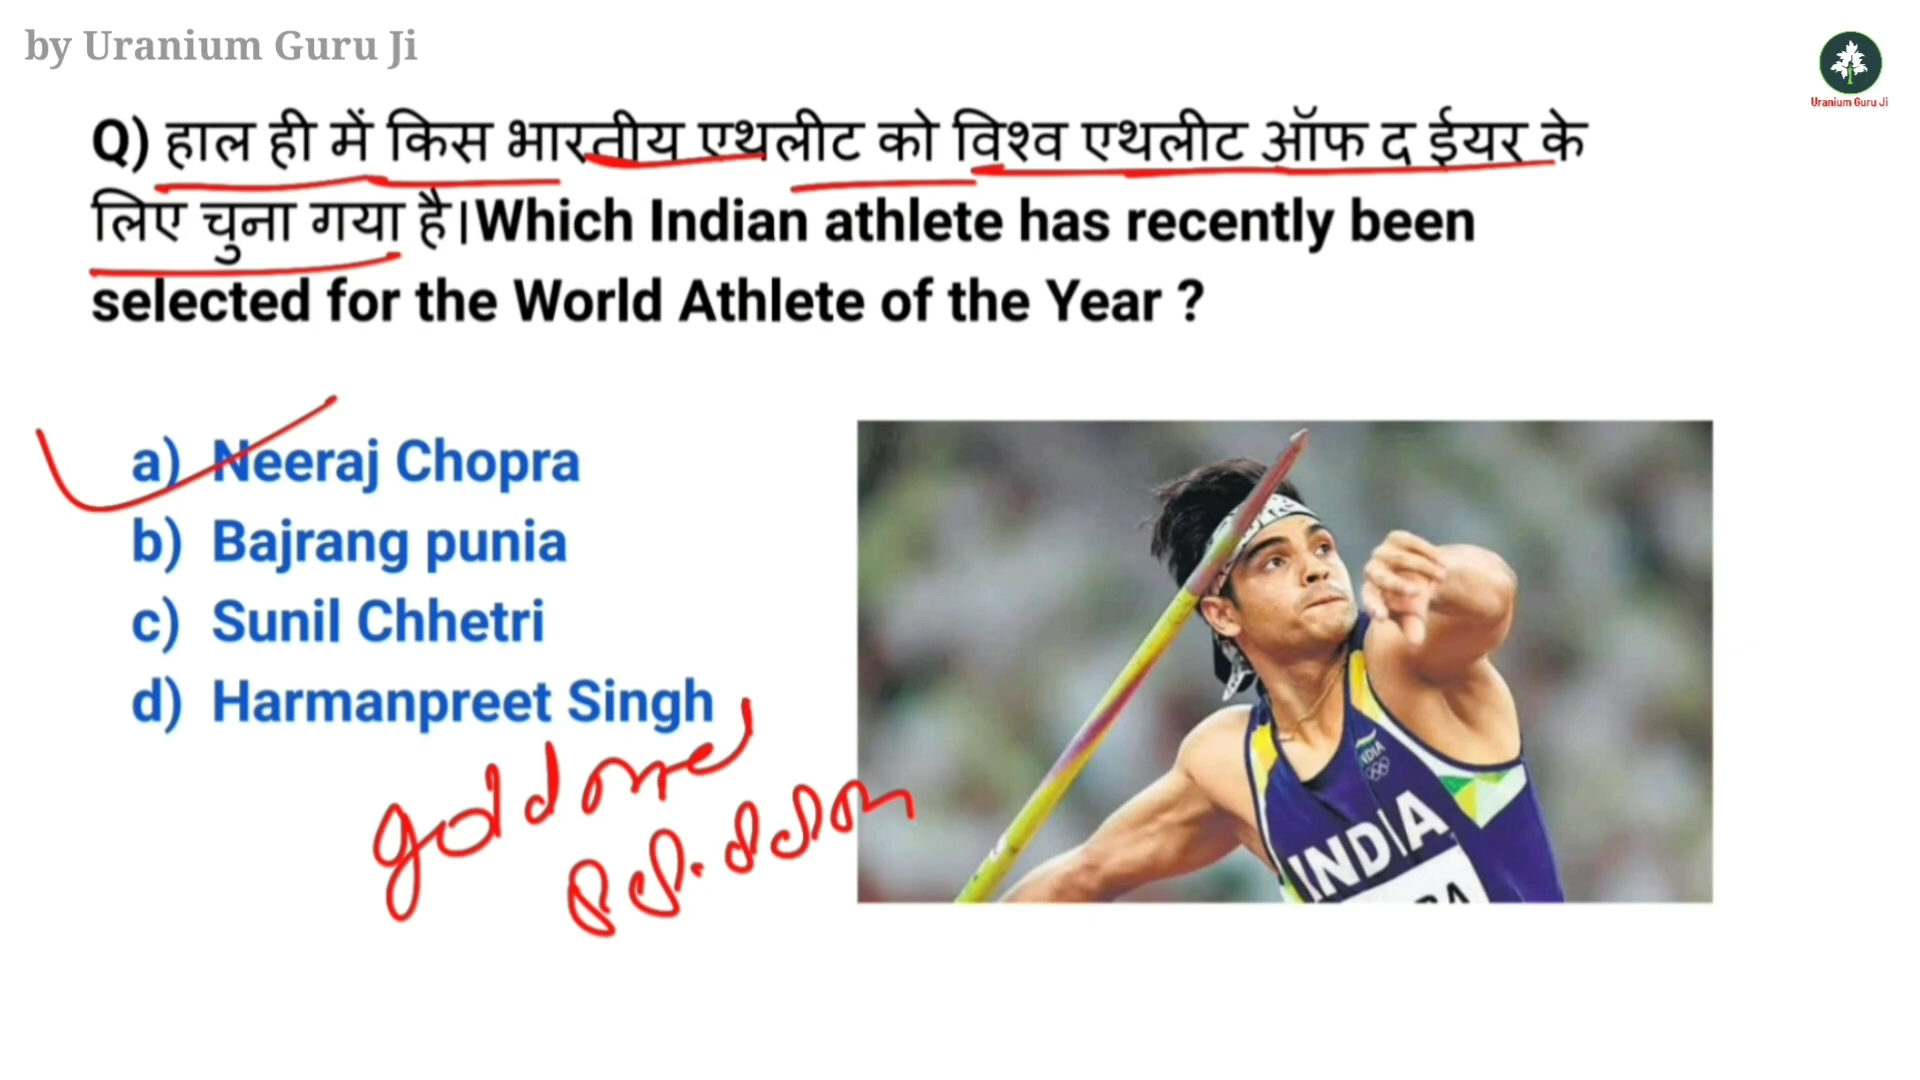 by Uranium Guru Ji
Uranium Guru Ji
Q) हाल ही में किस भारतीय एथलीट को विश्व एथलीट ऑफ द ईयर के
लिए चुना गया है।Which Indian athlete has recently been
selected for the World Athlete of the Year ?
a) Neeraj Chopra
b) Bajrang punia
c) Sunil Chhetri
d) Harmanpreet Singh
gold
INDIA
INDIA